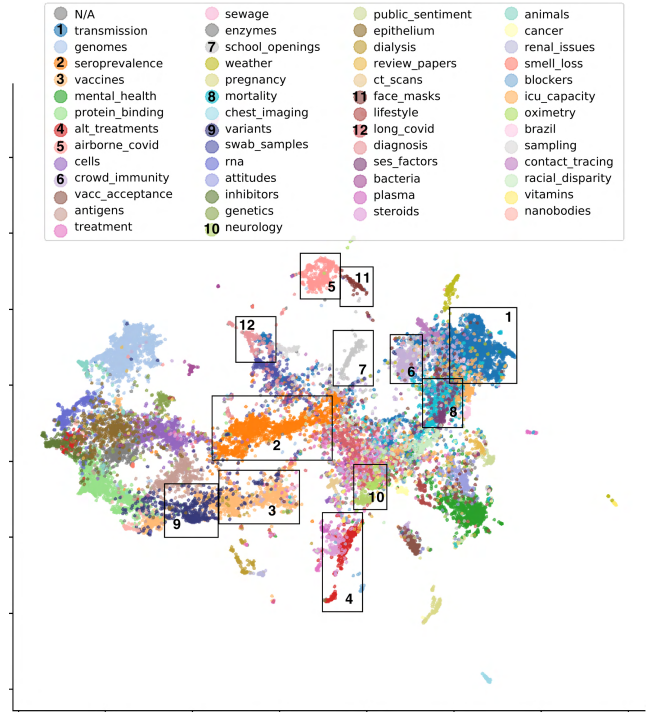 N/A
1 transmission
genomes
2 seroprevalence
3 vaccines
mental_health
protein_binding
4 alt_treatments
5 airborne_covid
cells
6 crowd_immunity
vacc_acceptance
antigens
treatment
sewage
enzymes
7 school_openings
weather
pregnancy
8 mortality
chest_imaging
9 variants
swab_samples
rna
attitudes
inhibitors
genetics
10 neurology
public_sentiment
epithelium
dialysis
review_papers
ct_scans
11 face_masks
lifestyle
12 long_covid
diagnosis
ses_factors
bacteria
plasma
steroids
animals
cancer
renal_issues
smell_loss
blockers
icu_capacity
oximetry
brazil
sampling
contact_tracing
racial_disparity
vitamins
nanobodies
11
5
1
12
7
6
8
2
10
3
9
4